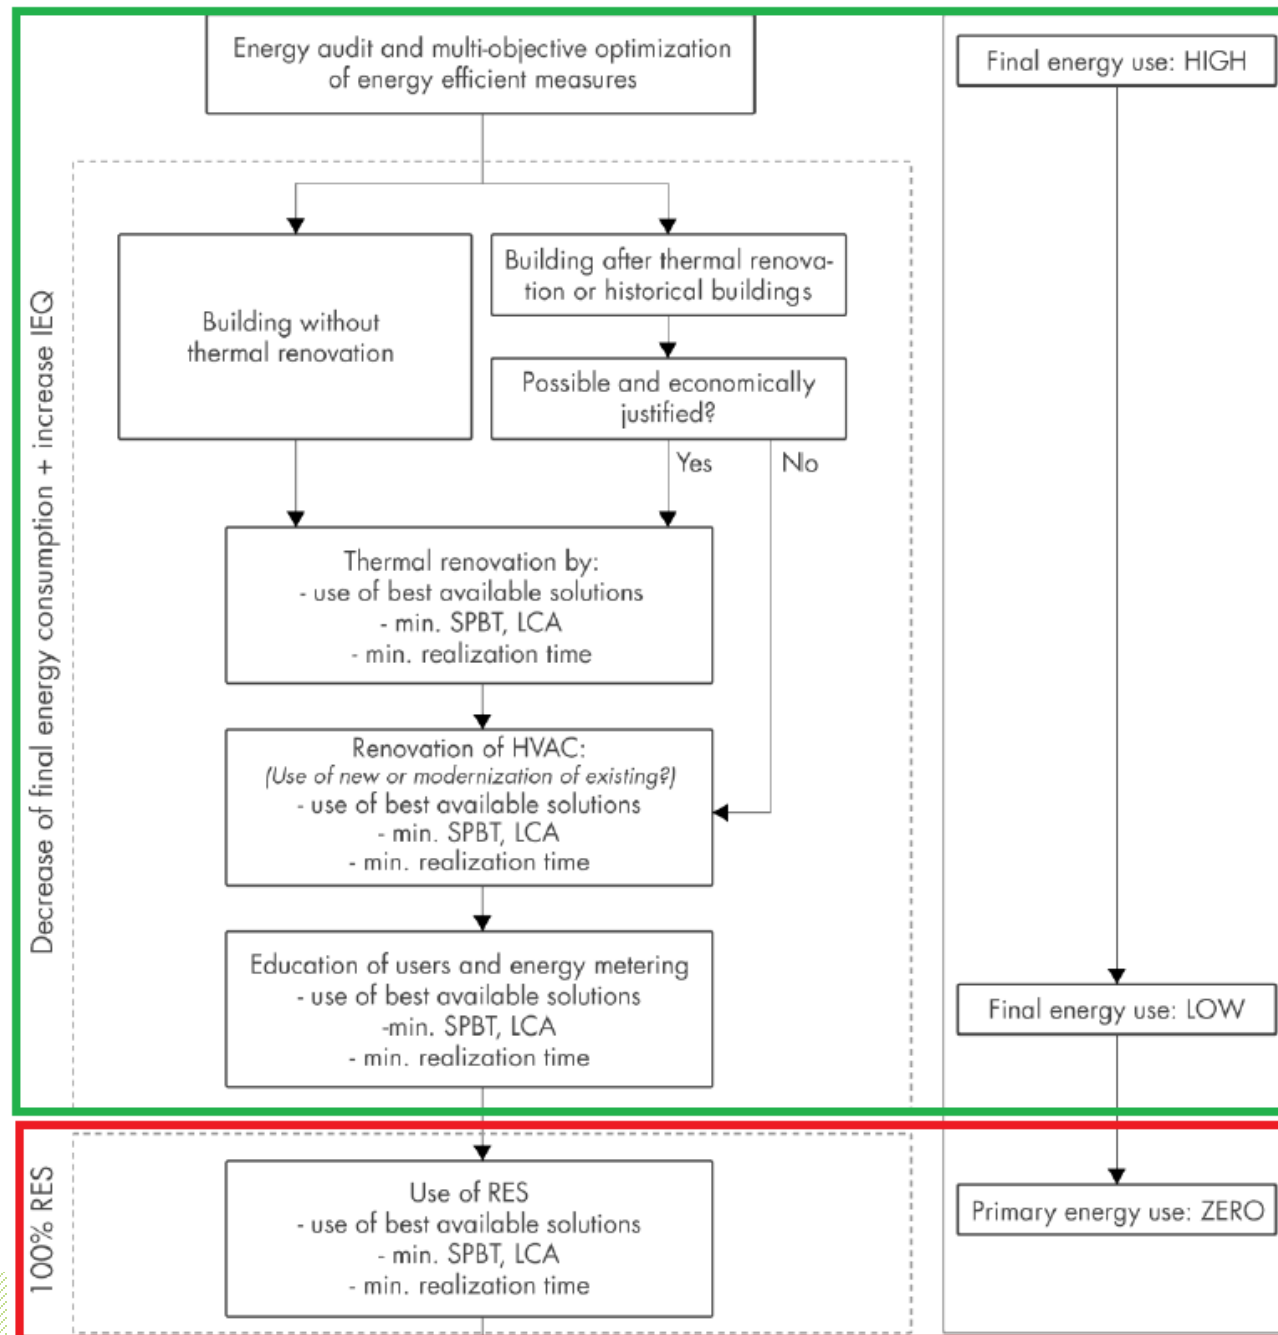 Energy audit and multi-objective optimization
of energy efficient measures
Final energy use: HIGH
Decrease of final energy consumption + increase IEQ
Building without
thermal renovation
Building after thermal renova-
tion or historical buildings
Possible and economically
justified?
Yes
No
Thermal renovation by:
- use of best available solutions
- min. SPBT, LCA
- min. realization time
Renovation of HVAC:
(Use of new or modernization of existing?)
- use of best available solutions
- min. SPBT, LCA
- min. realization time
Education of users and energy metering
- use of best available solutions
-min. SPBT, LCA
- min. realization time
Final energy use: LOW
100% RES
Use of RES
- use of best available solutions
- min. SPBT, LCA
- min. realization time
Primary energy use: ZERO